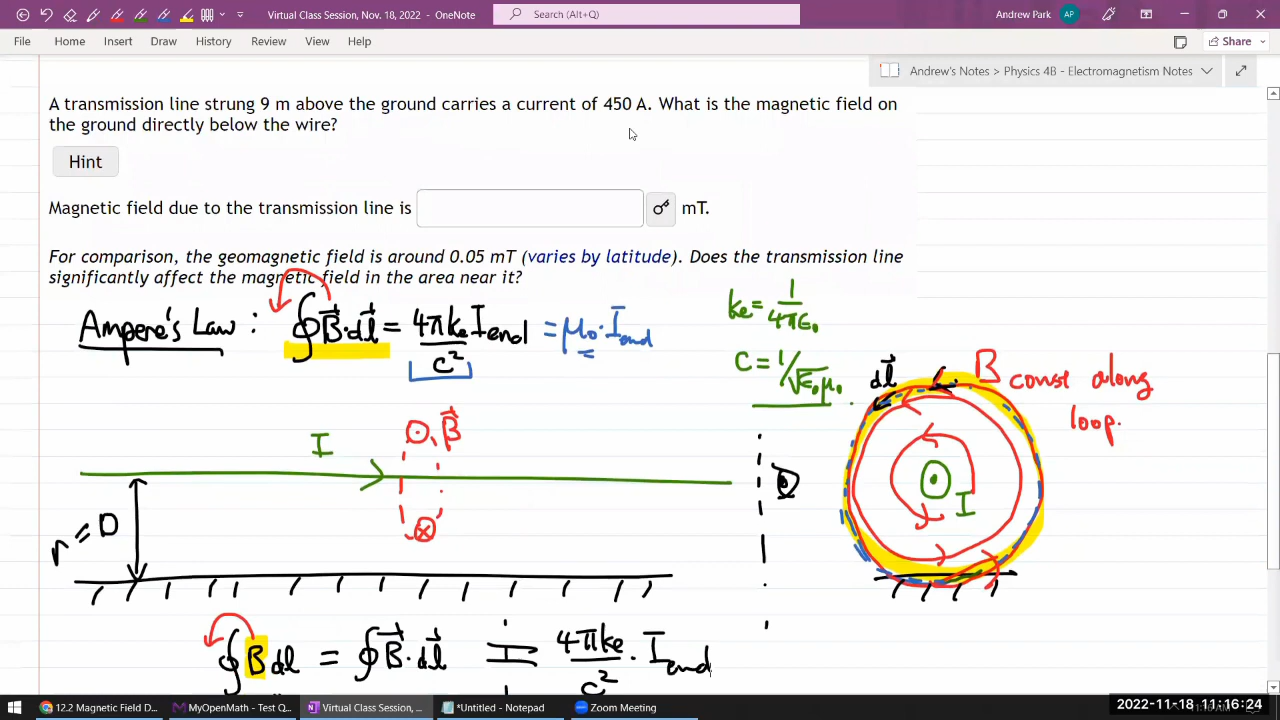 Virtual Class Session, Nov. 18, 2022 - OneNote
Search (Alt+Q)
Andrew Park
AP
File Home Insert Draw History Review View Help
Share
Andrew's Notes > Physics 4B - Electromagnetism Notes
A transmission line strung 9 m above the ground carries a current of 450 A. What is the magnetic field on
the ground directly below the wire?
Hint
Magnetic field due to the transmission line is
mT.
For comparison, the geomagnetic field is around 0.05 mT (varies by latitude). Does the transmission line
significantly affect the magnetic field in the area near it?
Ampere's Law : ∮B⃗·dl⃗ = 4πke/c² Iencl = μ₀·Iencl
ke = 1/4πε₀
c = 1/√ε₀μ₀
dl⃗
B const along
loop.
I
⊙, B⃗
⊗
r = D
I
∮B dl = ∮B⃗·dl⃗ = 4πke/c² · Iencl
12.2 Magnetic Field D...
MyOpenMath - Test Q...
Virtual Class Session, ...
*Untitled - Notepad
Zoom Meeting
2022-11-18 11:16:24